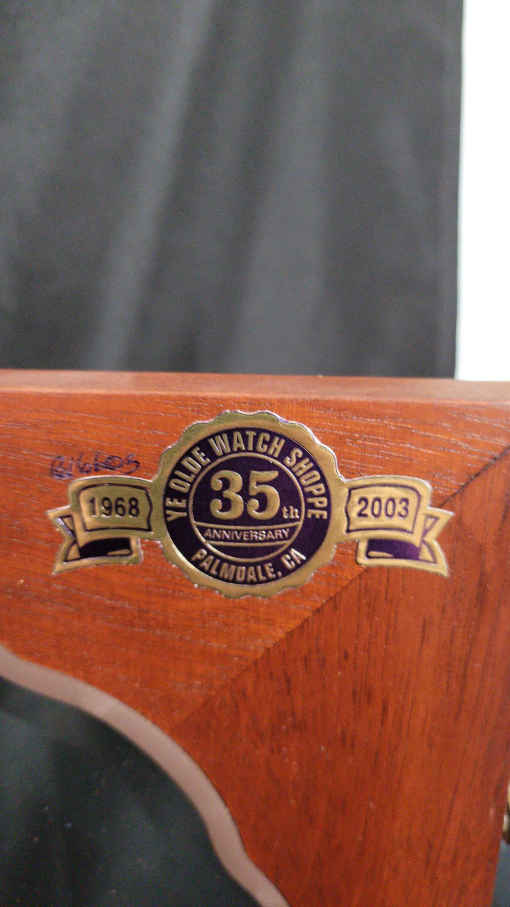 YE OLDE WATCH SHOPPE
1968
35th
2003
ANNIVERSARY
PALMDALE, CA